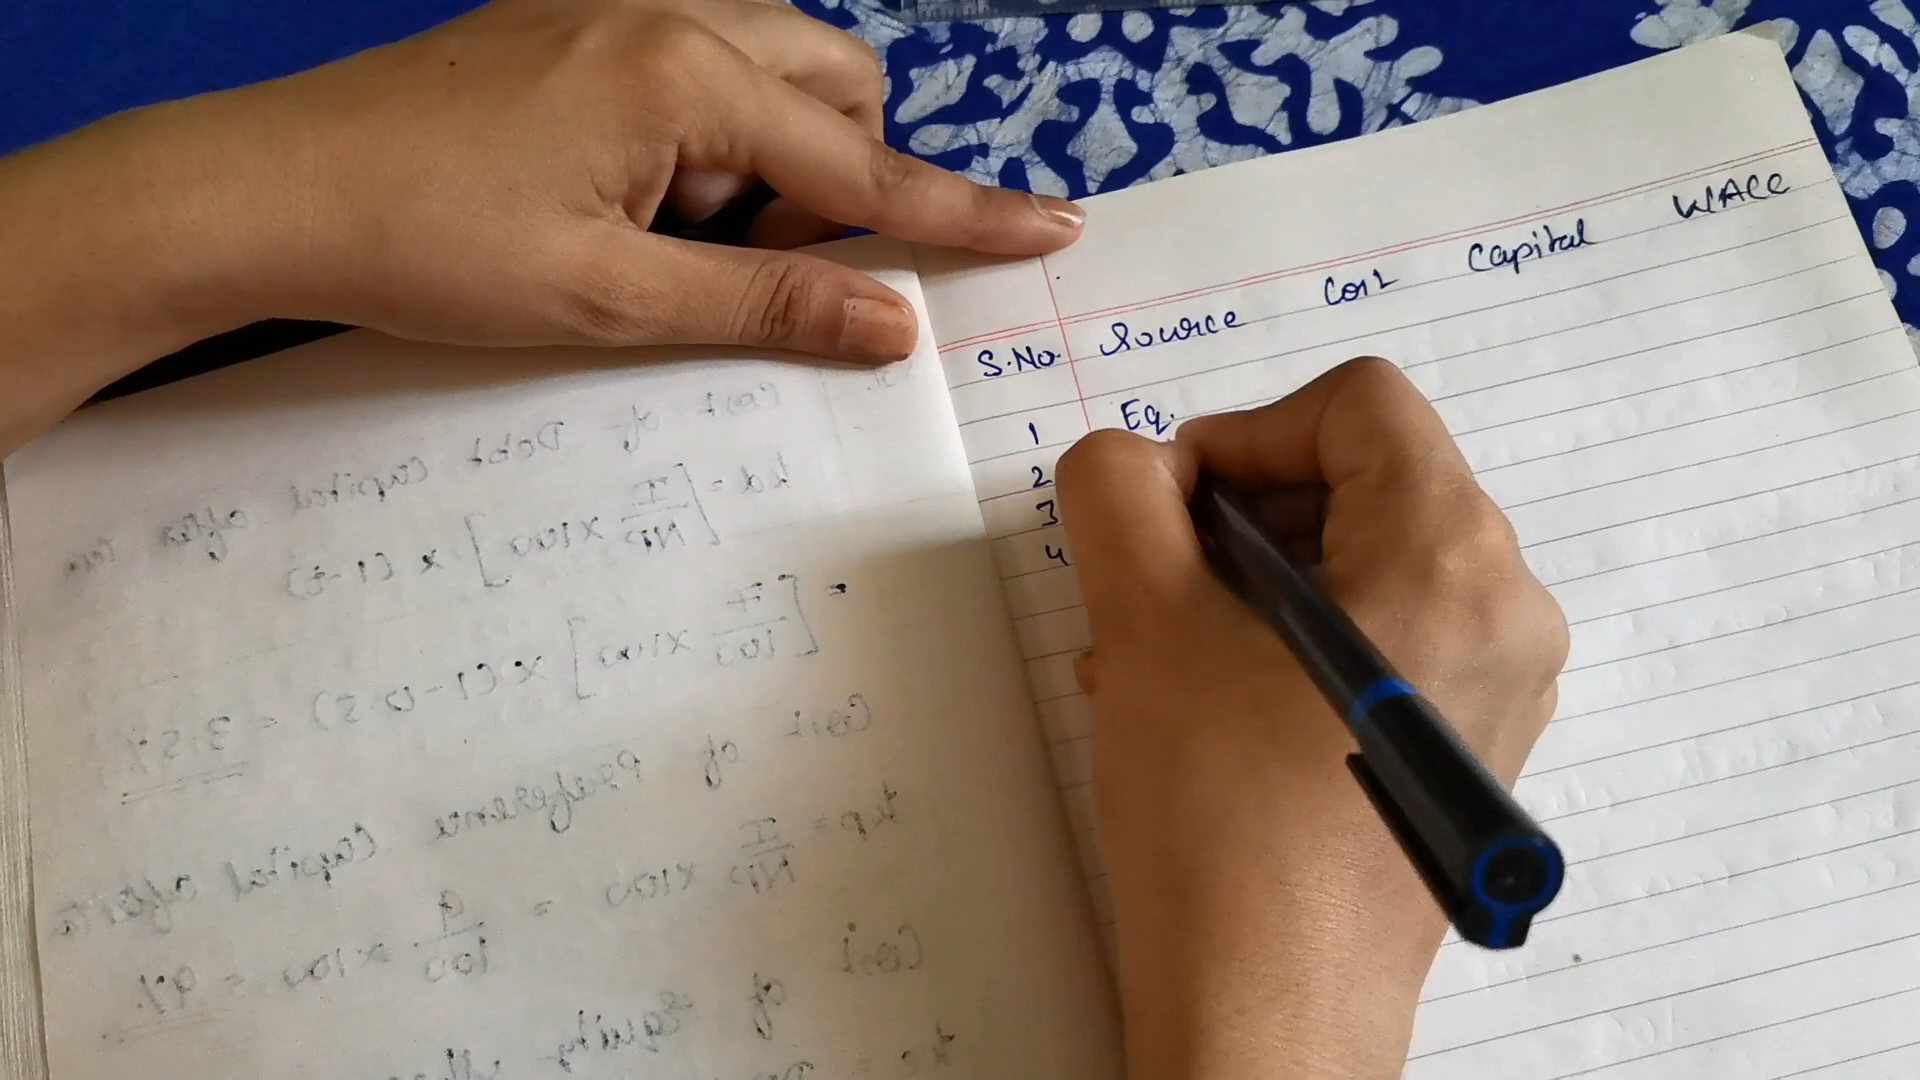 S.No. Source Cost Capital WACC
1 Eq.
2
3
4
Cost of Debt Capital after tax
kd = [I/NP × 100] × (1-t)
= [7/100 × 100] × (1-0.5) = 3.5%
Cost of Preference Capital after ta
kp = I/NP × 100 = 9/100 × 100 = 9%
Cost of Equity